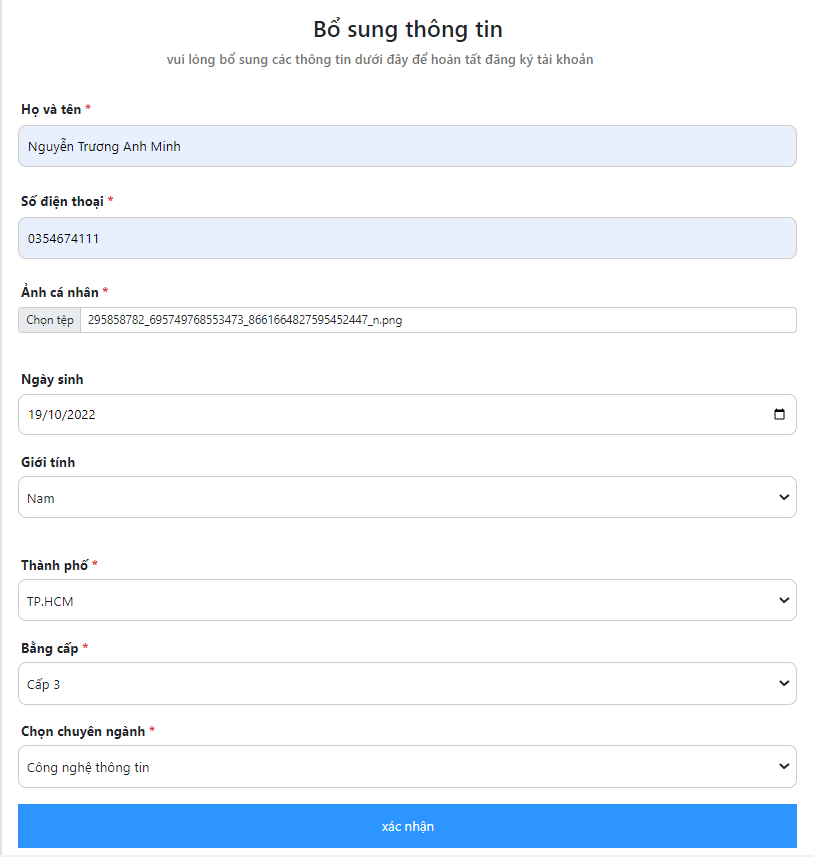 Bổ sung thông tin
vui lòng bổ sung các thông tin dưới đây để hoàn tất đăng ký tài khoản
Họ và tên *
Nguyễn Trương Anh Minh
Số điện thoại *
0354674111
Ảnh cá nhân *
Chọn tệp 295858782_695749768553473_8661664827595452447_n.png
Ngày sinh
19/10/2022
Giới tính
Nam
Thành phố *
TP.HCM
Bằng cấp *
Cấp 3
Chọn chuyên ngành *
Công nghệ thông tin
xác nhận